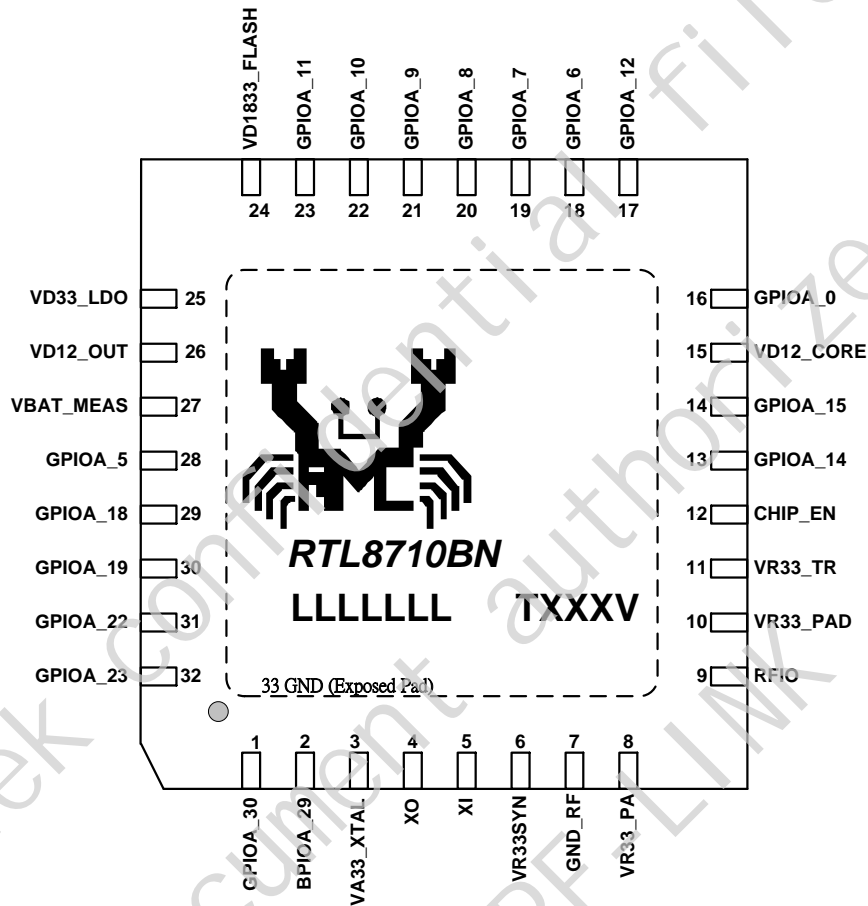 VD1833_FLASH
GPIOA_11
GPIOA_10
GPIOA_9
GPIOA_8
GPIOA_7
GPIOA_6
GPIOA_12
24 23 22 21 20 19 18 17
VD33_LDO 25
VD12_OUT 26
VBAT_MEAS 27
GPIOA_5 28
GPIOA_18 29
GPIOA_19 30
GPIOA_22 31
GPIOA_23 32
16 GPIOA_0
15 VD12_CORE
14 GPIOA_15
13 GPIOA_14
12 CHIP_EN
11 VR33_TR
10 VR33_PAD
9 RFIO
RTL8710BN
LLLLLLL TXXXV
33 GND (Exposed Pad)
1 2 3 4 5 6 7 8
GPIOA_30
BPIOA_29
VA33_XTAL
XO
XI
VR33SYN
GND_RF
VR33_PA
confidential
authorize